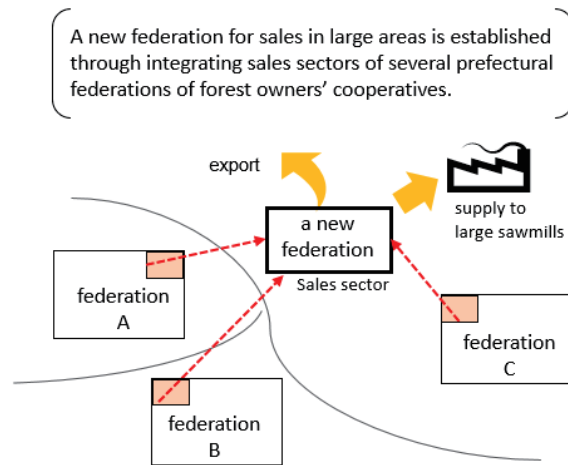 A new federation for sales in large areas is established
through integrating sales sectors of several prefectural
federations of forest owners’ cooperatives.
export
supply to
large sawmills
a new
federation
Sales sector
federation
A
federation
B
federation
C